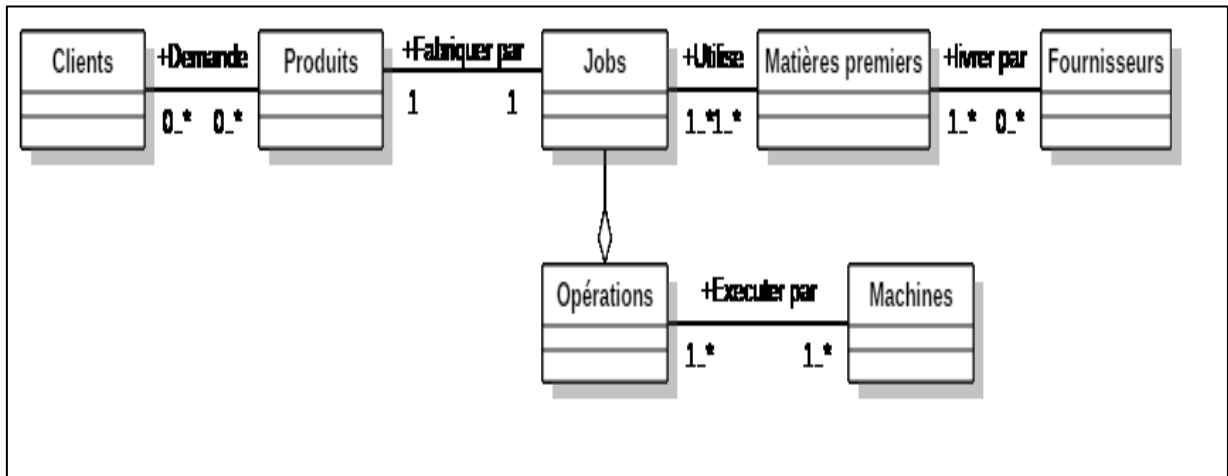 Clients
+Demande
0..*
0..*
Produits
+Fabriquer par
1
1
Jobs
+Utilise
1..*
1..*
Matières premiers
+livrer par
1..*
0..*
Fournisseurs
Opérations
+Executer par
1..*
1..*
Machines